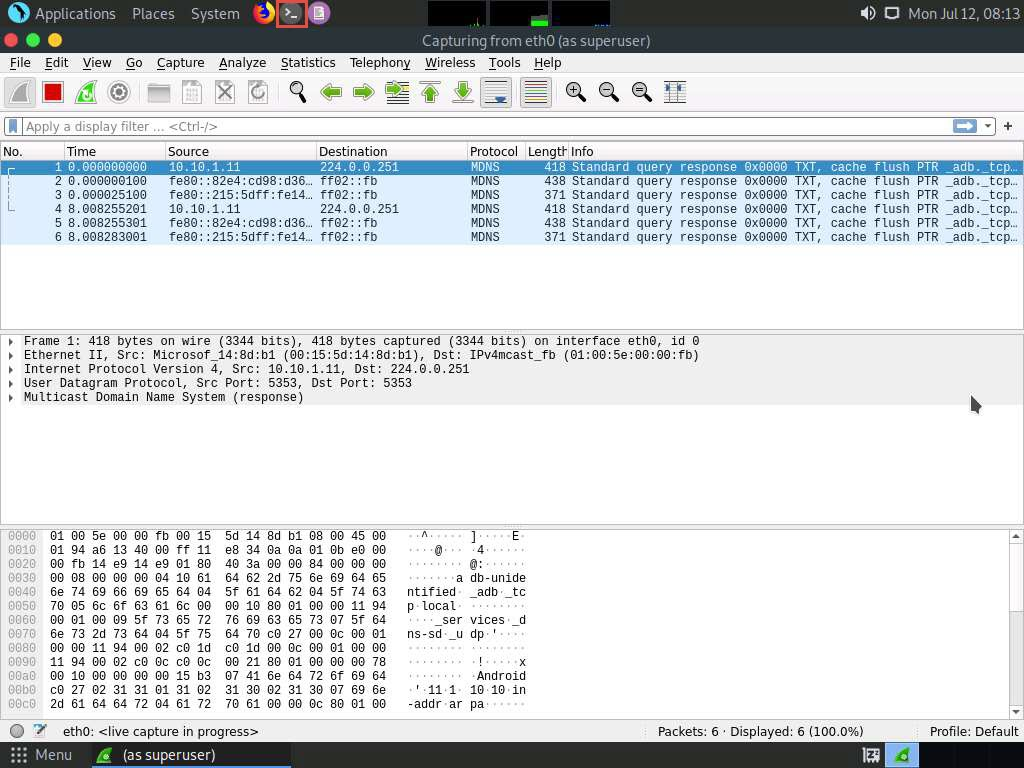 Applications Places System Mon Jul 12, 08:13
Capturing from eth0 (as superuser)
File Edit View Go Capture Analyze Statistics Telephony Wireless Tools Help
Apply a display filter ... <Ctrl-/>
No. Time Source Destination Protocol Length Info
1 0.000000000 10.10.1.11 224.0.0.251 MDNS 418 Standard query response 0x0000 TXT, cache flush PTR _adb._tcp…
2 0.000000100 fe80::82e4:cd98:d36… ff02::fb MDNS 438 Standard query response 0x0000 TXT, cache flush PTR _adb._tcp…
3 0.000025100 fe80::215:5dff:fe14… ff02::fb MDNS 371 Standard query response 0x0000 TXT, cache flush PTR _adb._tcp…
4 8.008255201 10.10.1.11 224.0.0.251 MDNS 418 Standard query response 0x0000 TXT, cache flush PTR _adb._tcp…
5 8.008255301 fe80::82e4:cd98:d36… ff02::fb MDNS 438 Standard query response 0x0000 TXT, cache flush PTR _adb._tcp…
6 8.008283001 fe80::215:5dff:fe14… ff02::fb MDNS 371 Standard query response 0x0000 TXT, cache flush PTR _adb._tcp…
Frame 1: 418 bytes on wire (3344 bits), 418 bytes captured (3344 bits) on interface eth0, id 0
Ethernet II, Src: Microsof_14:8d:b1 (00:15:5d:14:8d:b1), Dst: IPv4mcast_fb (01:00:5e:00:00:fb)
Internet Protocol Version 4, Src: 10.10.1.11, Dst: 224.0.0.251
User Datagram Protocol, Src Port: 5353, Dst Port: 5353
Multicast Domain Name System (response)
0000 01 00 5e 00 00 fb 00 15 5d 14 8d b1 08 00 45 00 ··^····· ]·····E·
0010 01 94 a6 13 40 00 ff 11 e8 34 0a 0a 01 0b e0 00 ····@··· ·4······
0020 00 fb 14 e9 14 e9 01 80 40 3a 00 00 84 00 00 00 ········ @:······
0030 00 08 00 00 00 04 10 61 64 62 2d 75 6e 69 64 65 ·······a db-unide
0040 6e 74 69 66 69 65 64 04 5f 61 64 62 04 5f 74 63 ntified· _adb·_tc
0050 70 05 6c 6f 63 61 6c 00 00 10 80 01 00 00 11 94 p·local· ········
0060 00 01 00 09 5f 73 65 72 76 69 63 65 73 07 5f 64 ····_ser vices·_d
0070 6e 73 2d 73 64 04 5f 75 64 70 c0 27 00 0c 00 01 ns-sd·_u dp·'····
0080 00 00 11 94 00 02 c0 1d c0 1d 00 0c 00 01 00 00 ········ ········
0090 11 94 00 02 c0 0c c0 0c 00 21 80 01 00 00 00 78 ········ ·!·····x
00a0 00 10 00 00 00 00 15 b3 07 41 6e 64 72 6f 69 64 ········ ·Android
00b0 c0 27 02 31 31 01 31 02 31 30 02 31 30 07 69 6e ·'·11·1· 10·10·in
00c0 2d 61 64 64 72 04 61 72 70 61 00 00 0c 80 01 00 -addr·ar pa······
eth0: <live capture in progress> Packets: 6 · Displayed: 6 (100.0%) Profile: Default
Menu (as superuser)